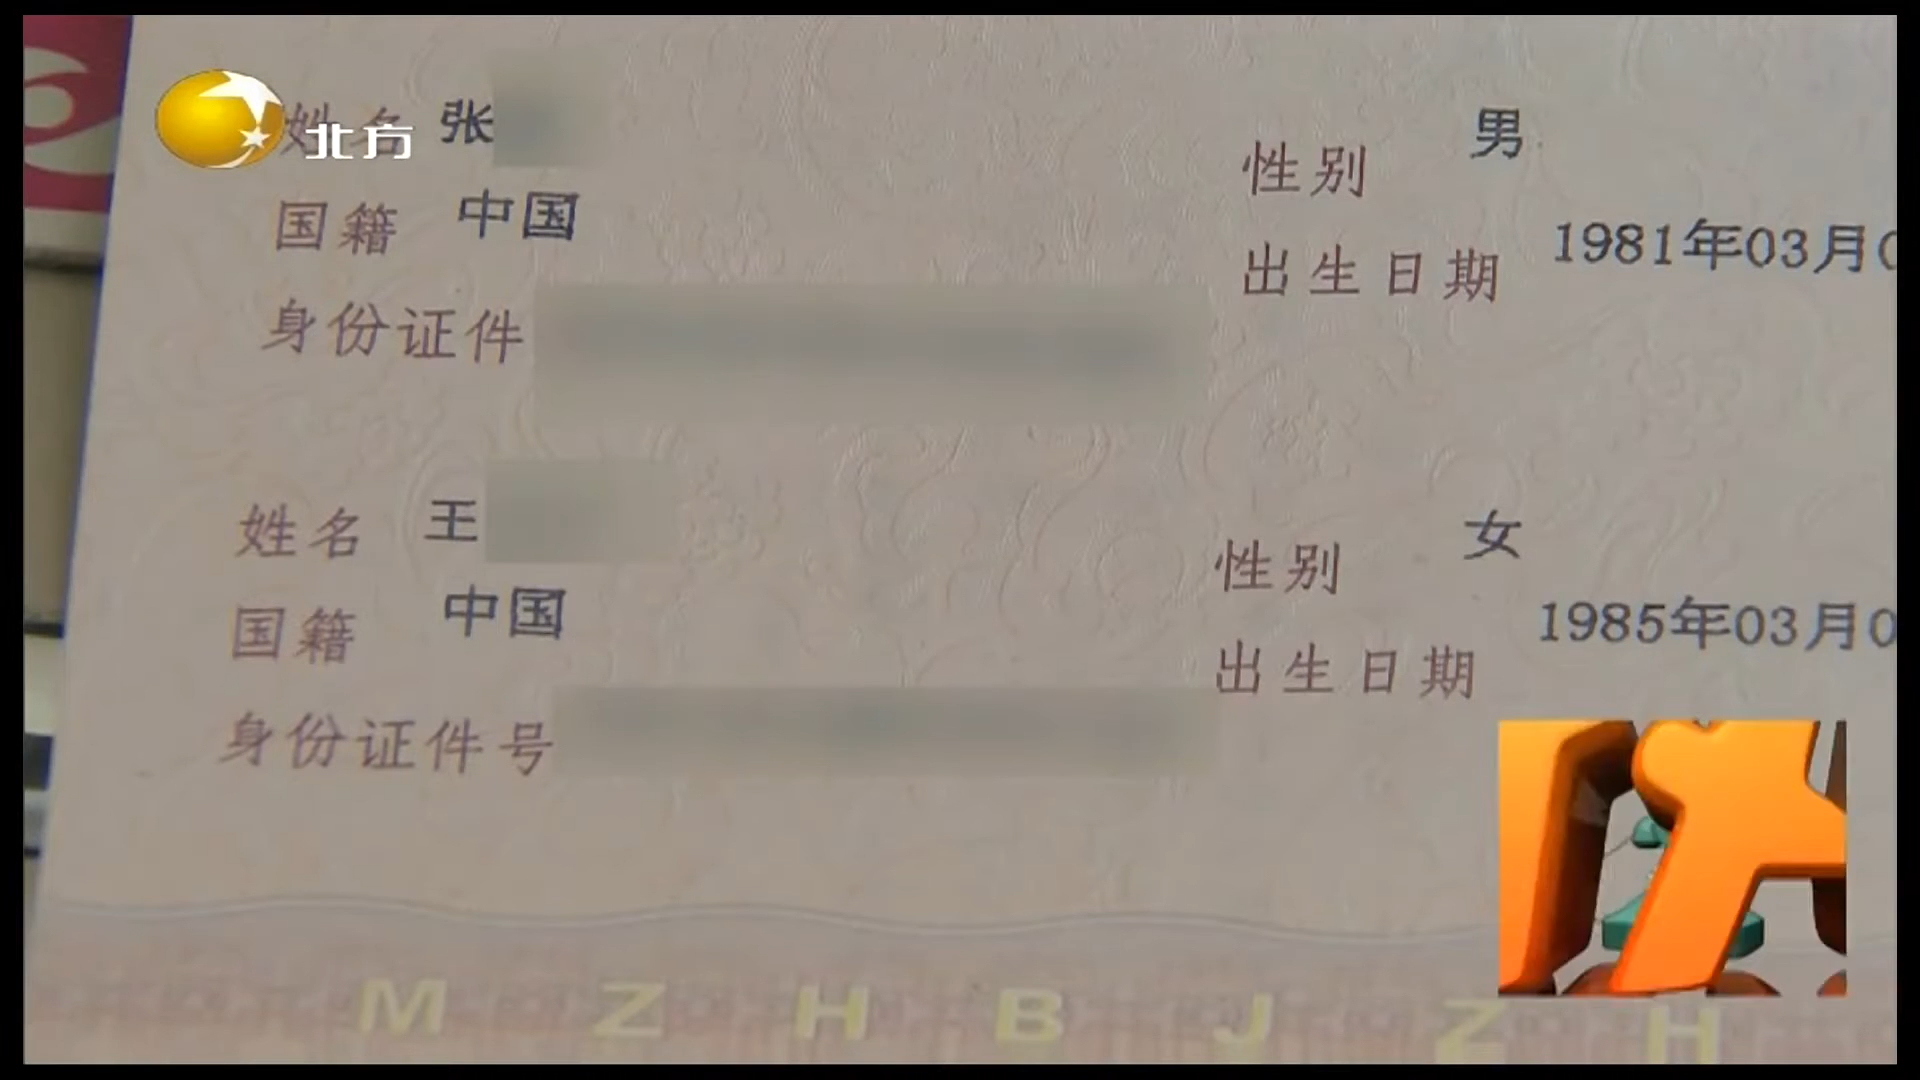 北方
姓名 张
性别 男
国籍 中国
出生日期 1981年03月0
身份证件
姓名 王
性别 女
国籍 中国
出生日期 1985年03月0
身份证件号
M Z H B J Z H